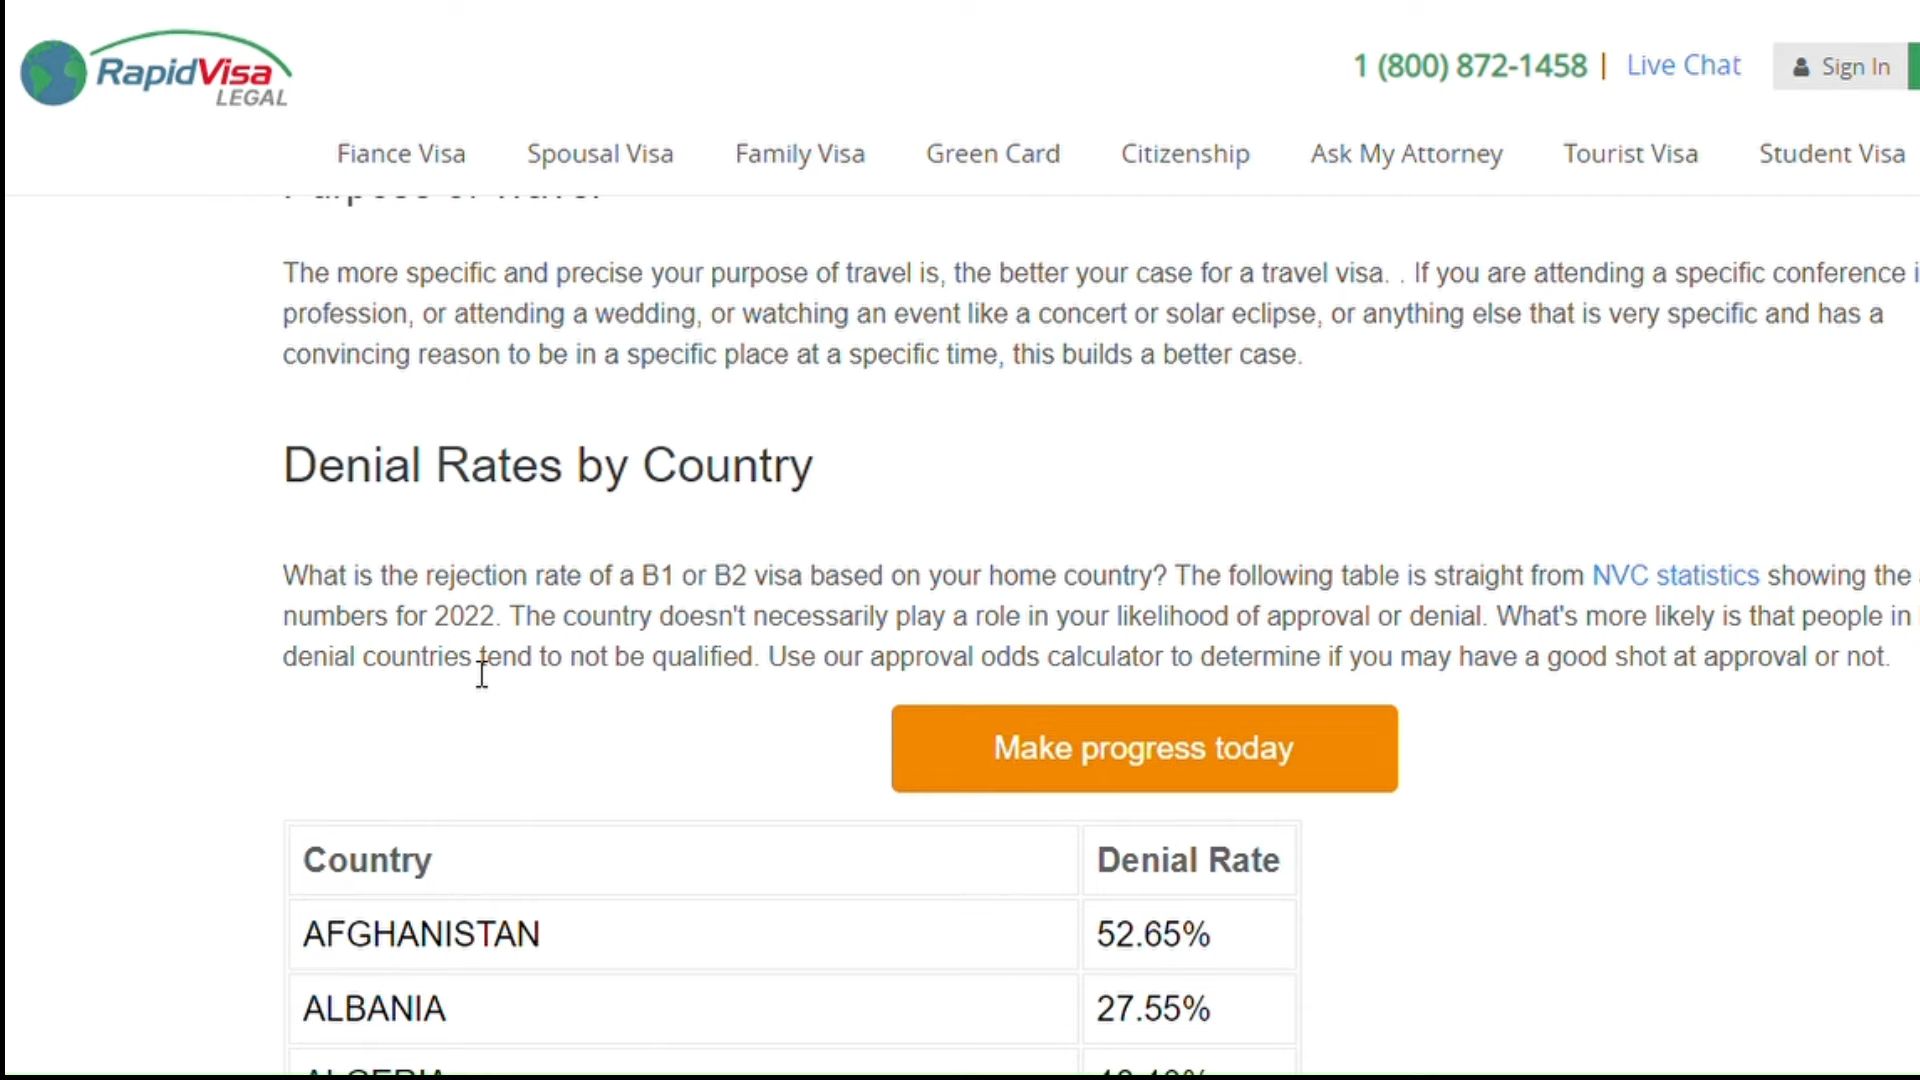 RapidVisa
LEGAL
1 (800) 872-1458 | Live Chat Sign In
Fiance Visa Spousal Visa Family Visa Green Card Citizenship Ask My Attorney Tourist Visa Student Visa
The more specific and precise your purpose of travel is, the better your case for a travel visa. . If you are attending a specific conference
profession, or attending a wedding, or watching an event like a concert or solar eclipse, or anything else that is very specific and has a
convincing reason to be in a specific place at a specific time, this builds a better case.
Denial Rates by Country
What is the rejection rate of a B1 or B2 visa based on your home country? The following table is straight from NVC statistics showing the
numbers for 2022. The country doesn't necessarily play a role in your likelihood of approval or denial. What's more likely is that people in
denial countries tend to not be qualified. Use our approval odds calculator to determine if you may have a good shot at approval or not.
Make progress today
Country Denial Rate
AFGHANISTAN 52.65%
ALBANIA 27.55%